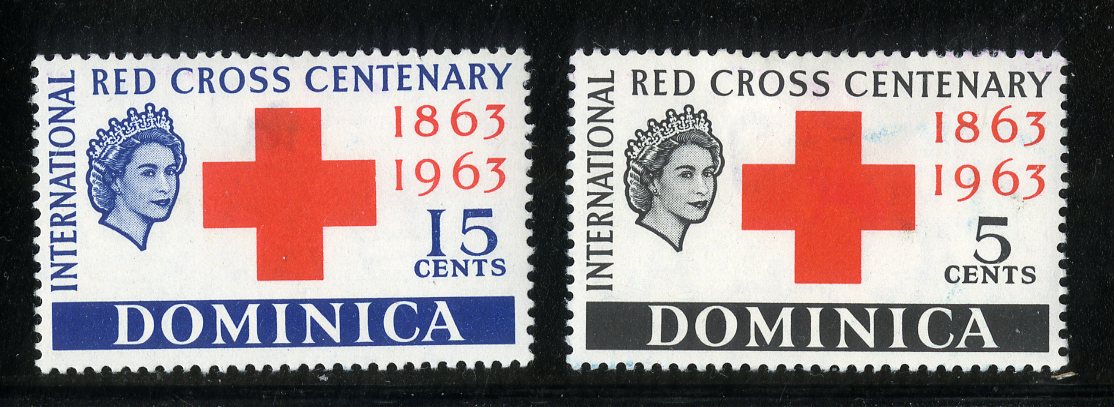 INTERNATIONAL
RED CROSS CENTENARY
1863
1963
15
CENTS
DOMINICA
INTERNATIONAL
RED CROSS CENTENARY
1863
1963
5
CENTS
DOMINICA